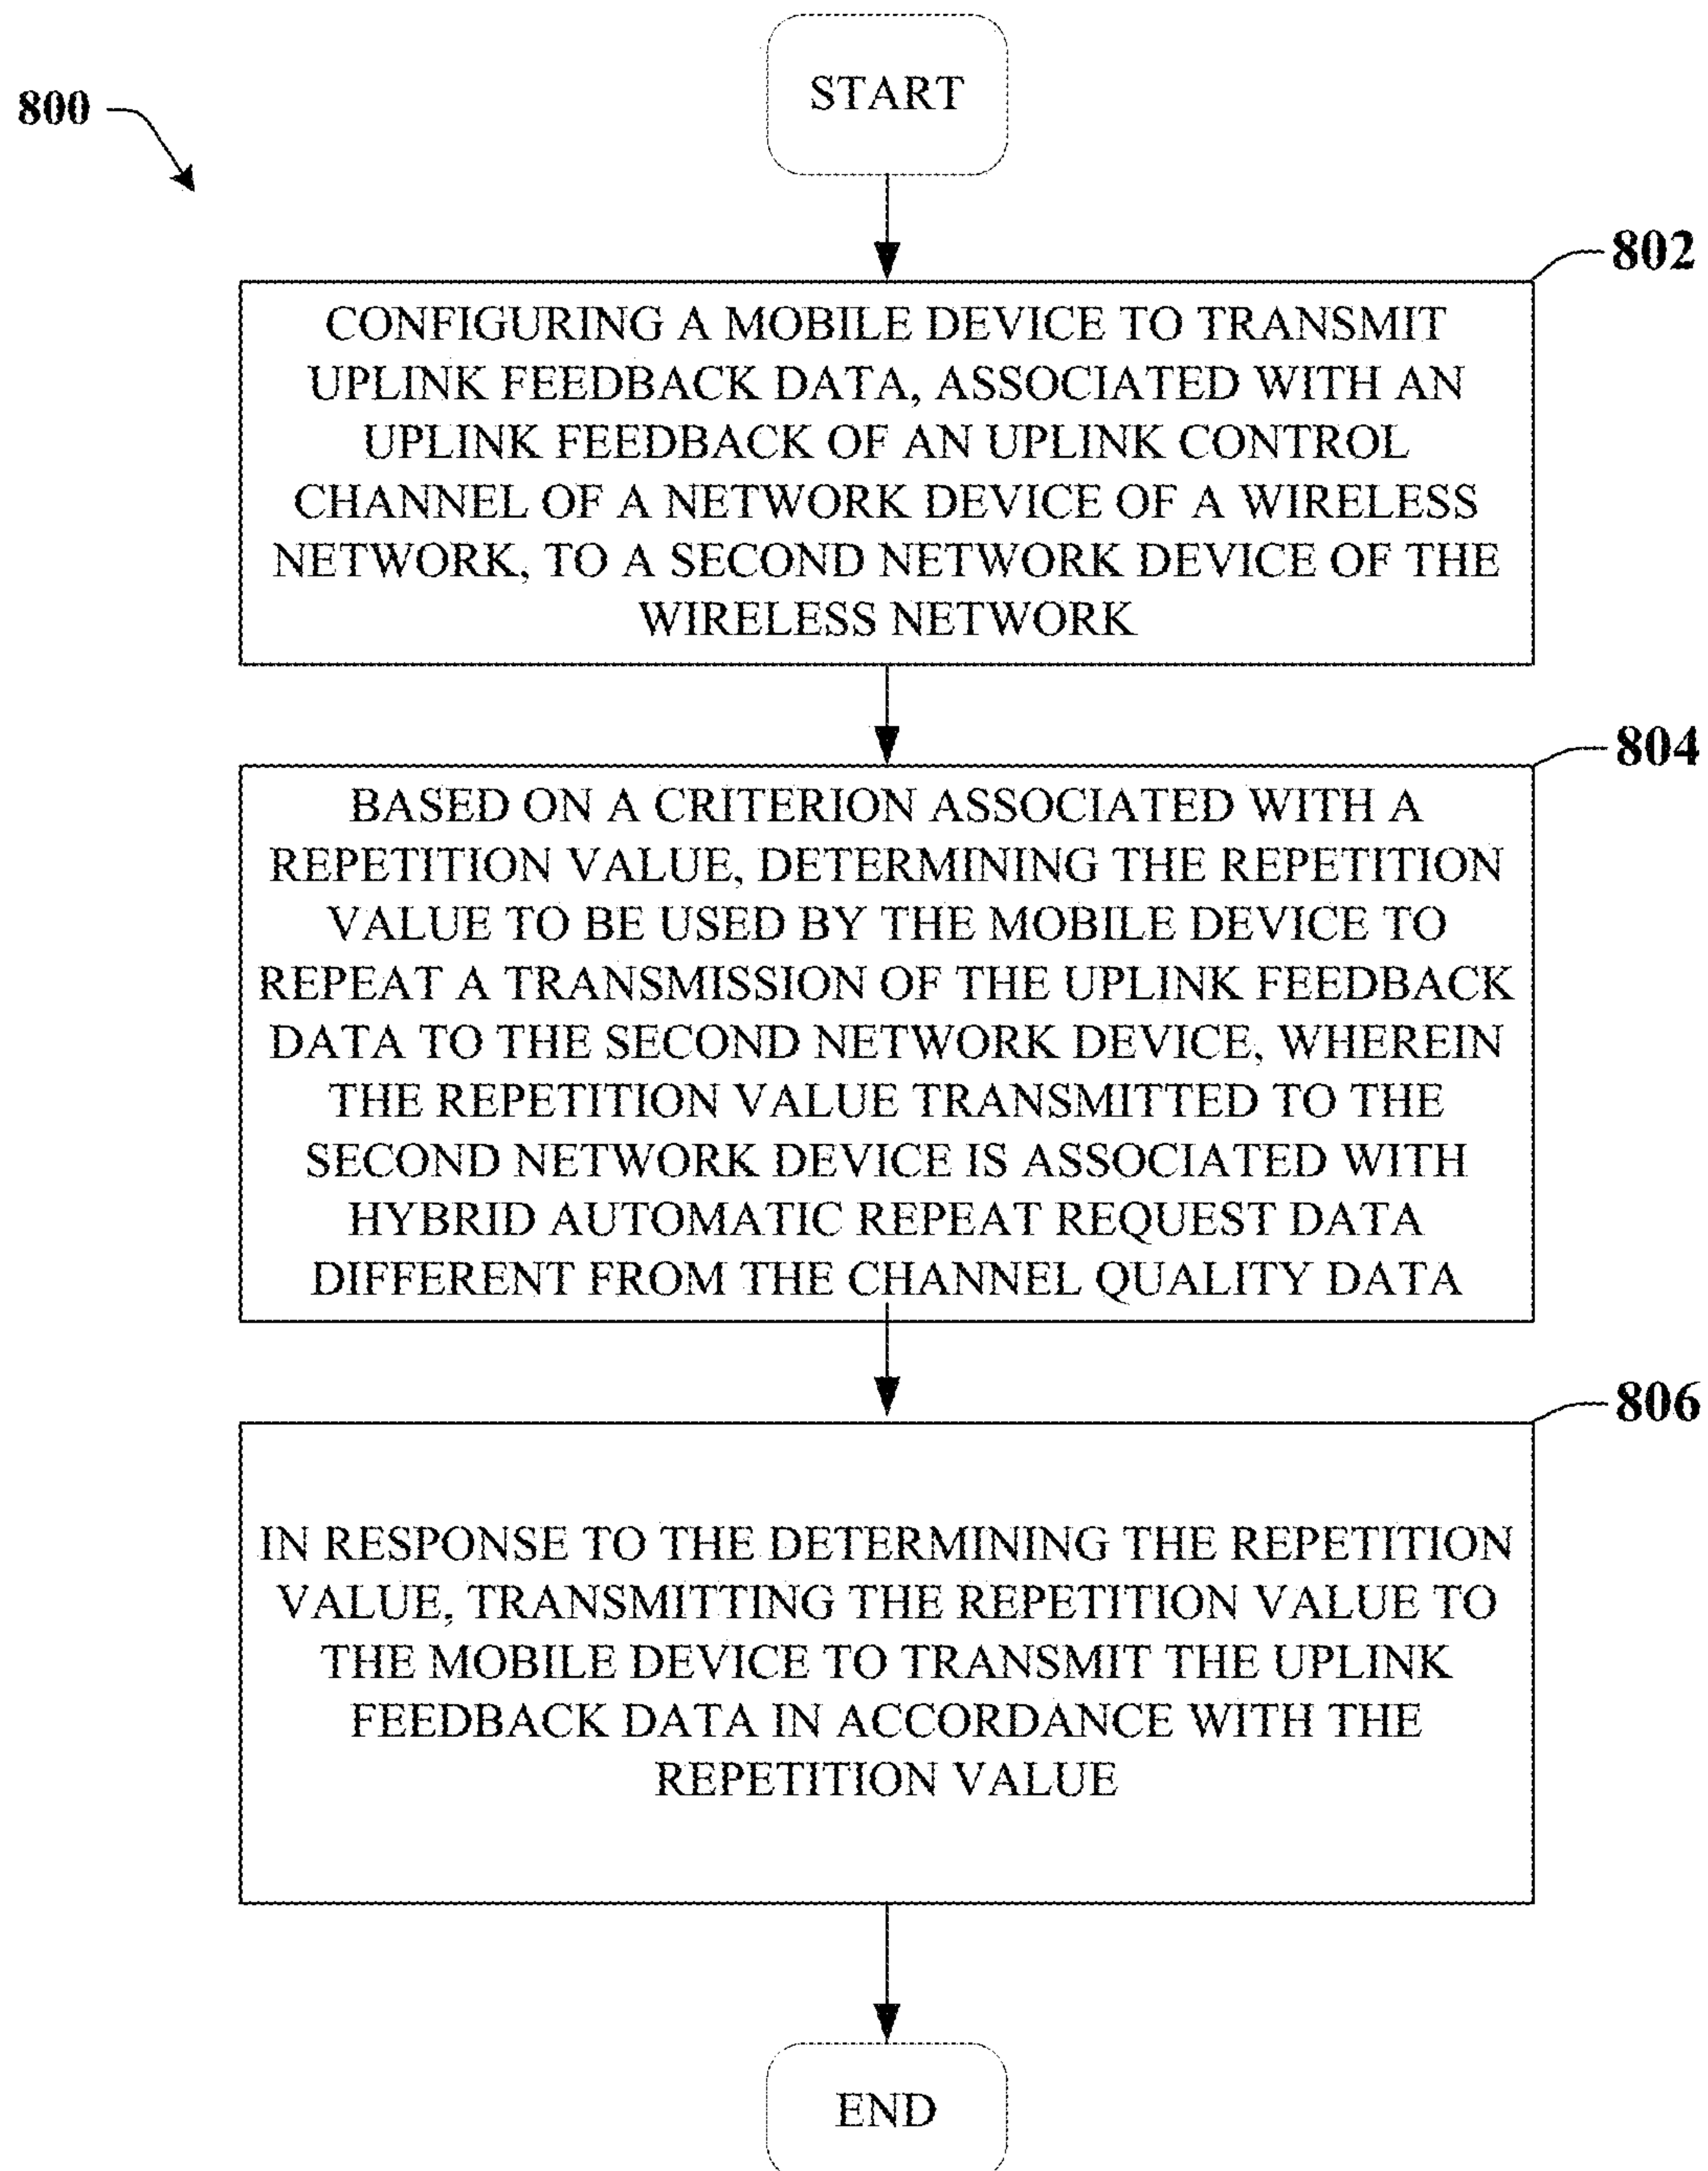 START
800
802
CONFIGURING A MOBILE DEVICE TO TRANSMIT
UPLINK FEEDBACK DATA, ASSOCIATED WITH AN
UPLINK FEEDBACK OF AN UPLINK CONTROL
CHANNEL OF A NETWORK DEVICE OF A WIRELESS
NETWORK, TO A SECOND NETWORK DEVICE OF THE
WIRELESS NETWORK
804
BASED ON A CRITERION ASSOCIATED WITH A
REPETITION VALUE, DETERMINING THE REPETITION
VALUE TO BE USED BY THE MOBILE DEVICE TO
REPEAT A TRANSMISSION OF THE UPLINK FEEDBACK
DATA TO THE SECOND NETWORK DEVICE, WHEREIN
THE REPETITION VALUE TRANSMITTED TO THE
SECOND NETWORK DEVICE IS ASSOCIATED WITH
HYBRID AUTOMATIC REPEAT REQUEST DATA
DIFFERENT FROM THE CHANNEL QUALITY DATA
806
IN RESPONSE TO THE DETERMINING THE REPETITION
VALUE, TRANSMITTING THE REPETITION VALUE TO
THE MOBILE DEVICE TO TRANSMIT THE UPLINK
FEEDBACK DATA IN ACCORDANCE WITH THE
REPETITION VALUE
END